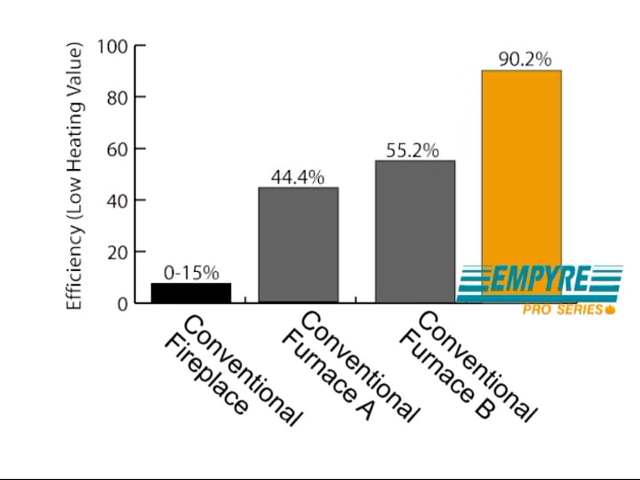 Efficiency (Low Heating Value)
100
80
60
40
20
0
0-15%
44.4%
55.2%
90.2%
Conventional
Fireplace
Conventional
Furnace A
Conventional
Furnace B
EMPYRE
PRO SERIES